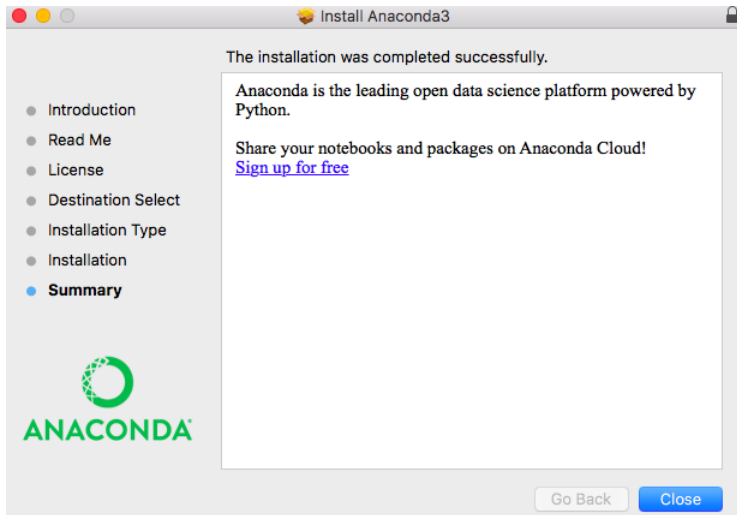 Install Anaconda3
The installation was completed successfully.
Introduction
Read Me
License
Destination Select
Installation Type
Installation
Summary
Anaconda is the leading open data science platform powered by
Python.
Share your notebooks and packages on Anaconda Cloud!
Sign up for free
ANACONDA
Go Back
Close